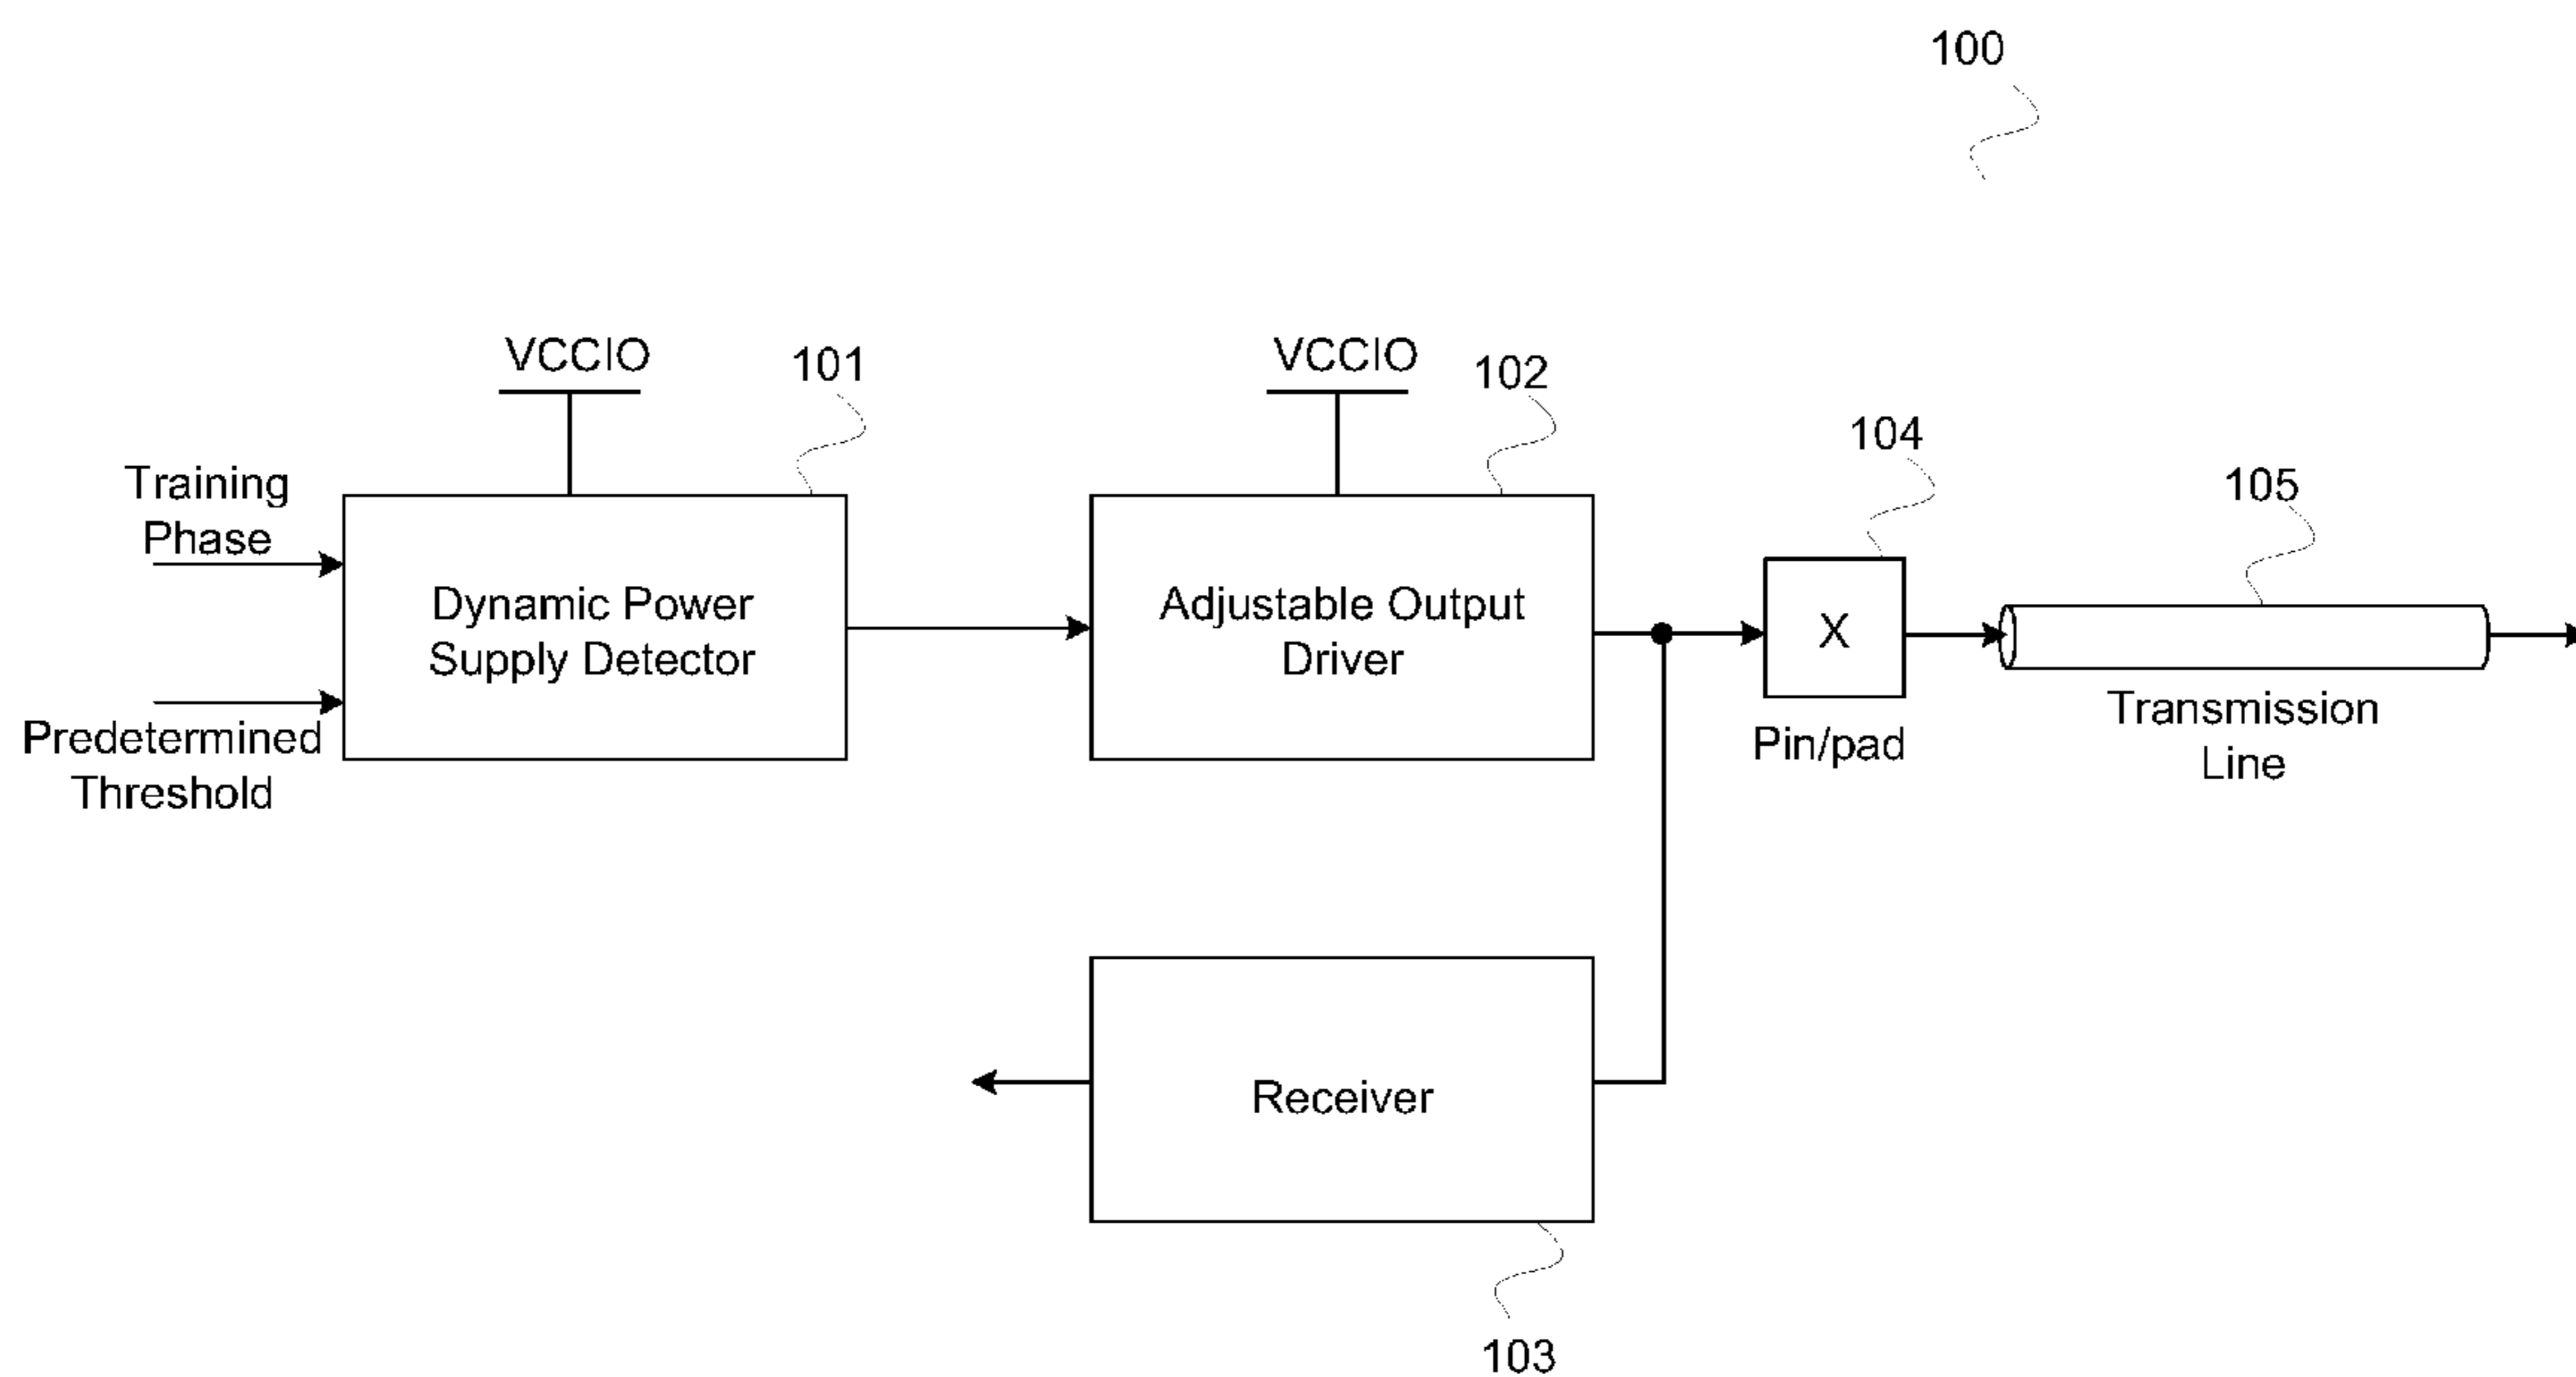 100
VCCIO
101
VCCIO
102
104
105
Training
Phase
Dynamic Power
Supply Detector
Adjustable Output
Driver
X
Predetermined
Threshold
Pin/pad
Transmission
Line
Receiver
103